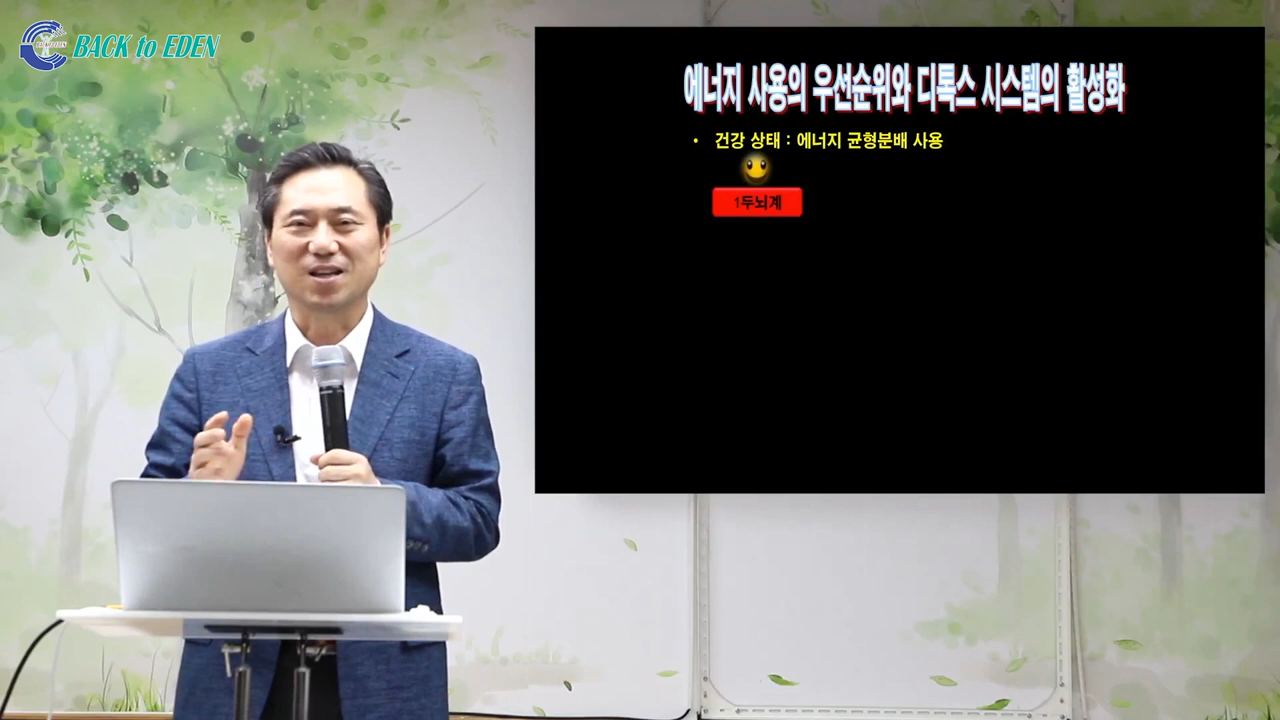 BACK to EDEN
에너지 사용의 우선순위와 디톡스 시스템의 활성화
• 건강 상태 : 에너지 균형분배 사용
1두뇌계